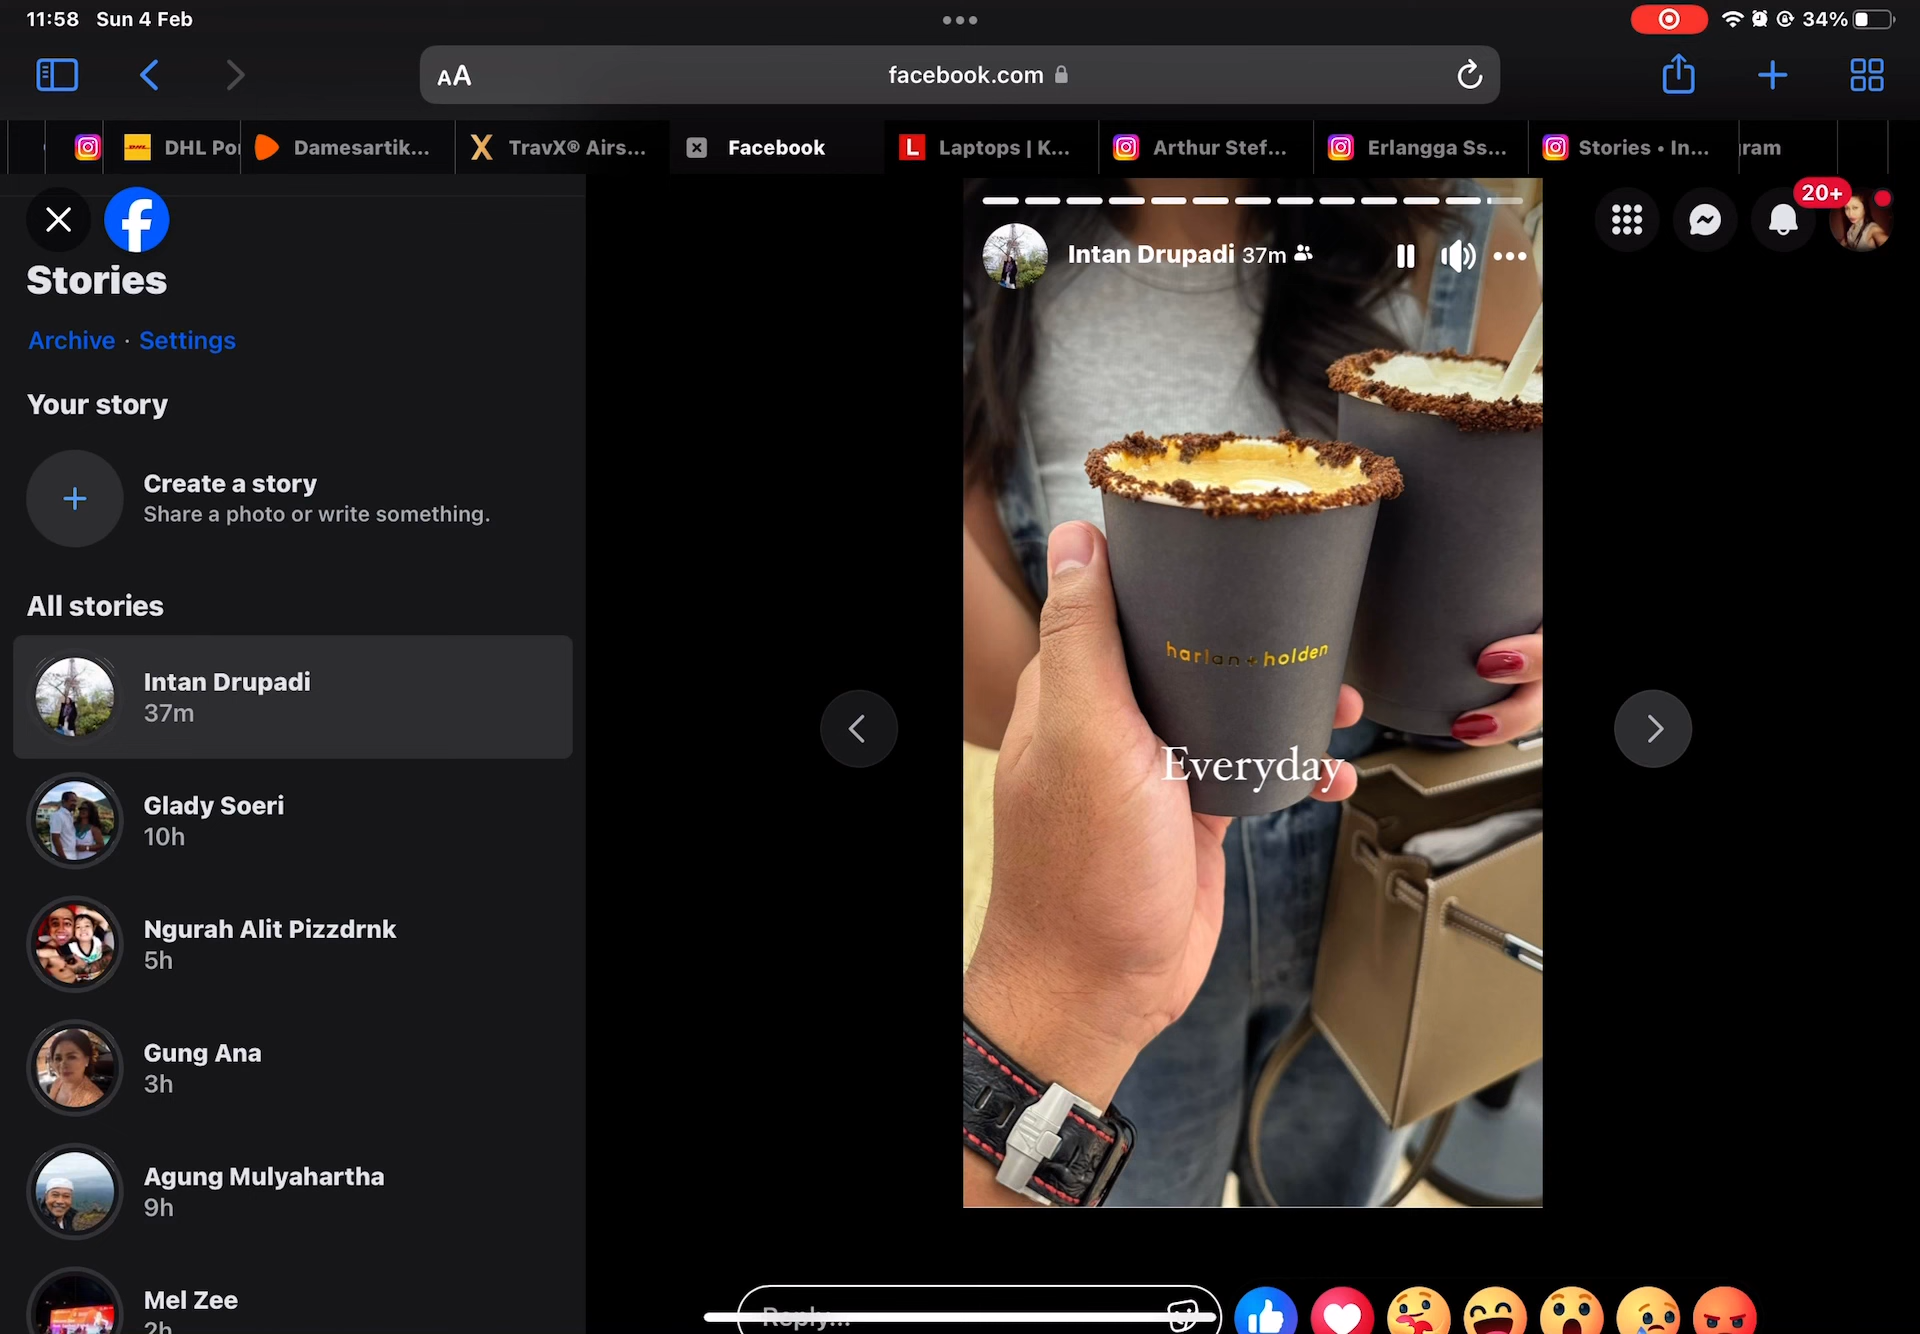 11:58 Sun 4 Feb
34%
AA
facebook.com
DHL Po
Damesartik...
TravX® Airs...
Facebook
L Laptops | K...
Arthur Stef...
Erlangga Ss...
Stories • In...
ram
20+
Stories
Archive · Settings
Your story
Create a story
Share a photo or write something.
All stories
Intan Drupadi
37m
Glady Soeri
10h
Ngurah Alit Pizzdrnk
5h
Gung Ana
3h
Agung Mulyahartha
9h
Mel Zee
2h
Intan Drupadi 37m
harlan + holden
Everyday
Reply...